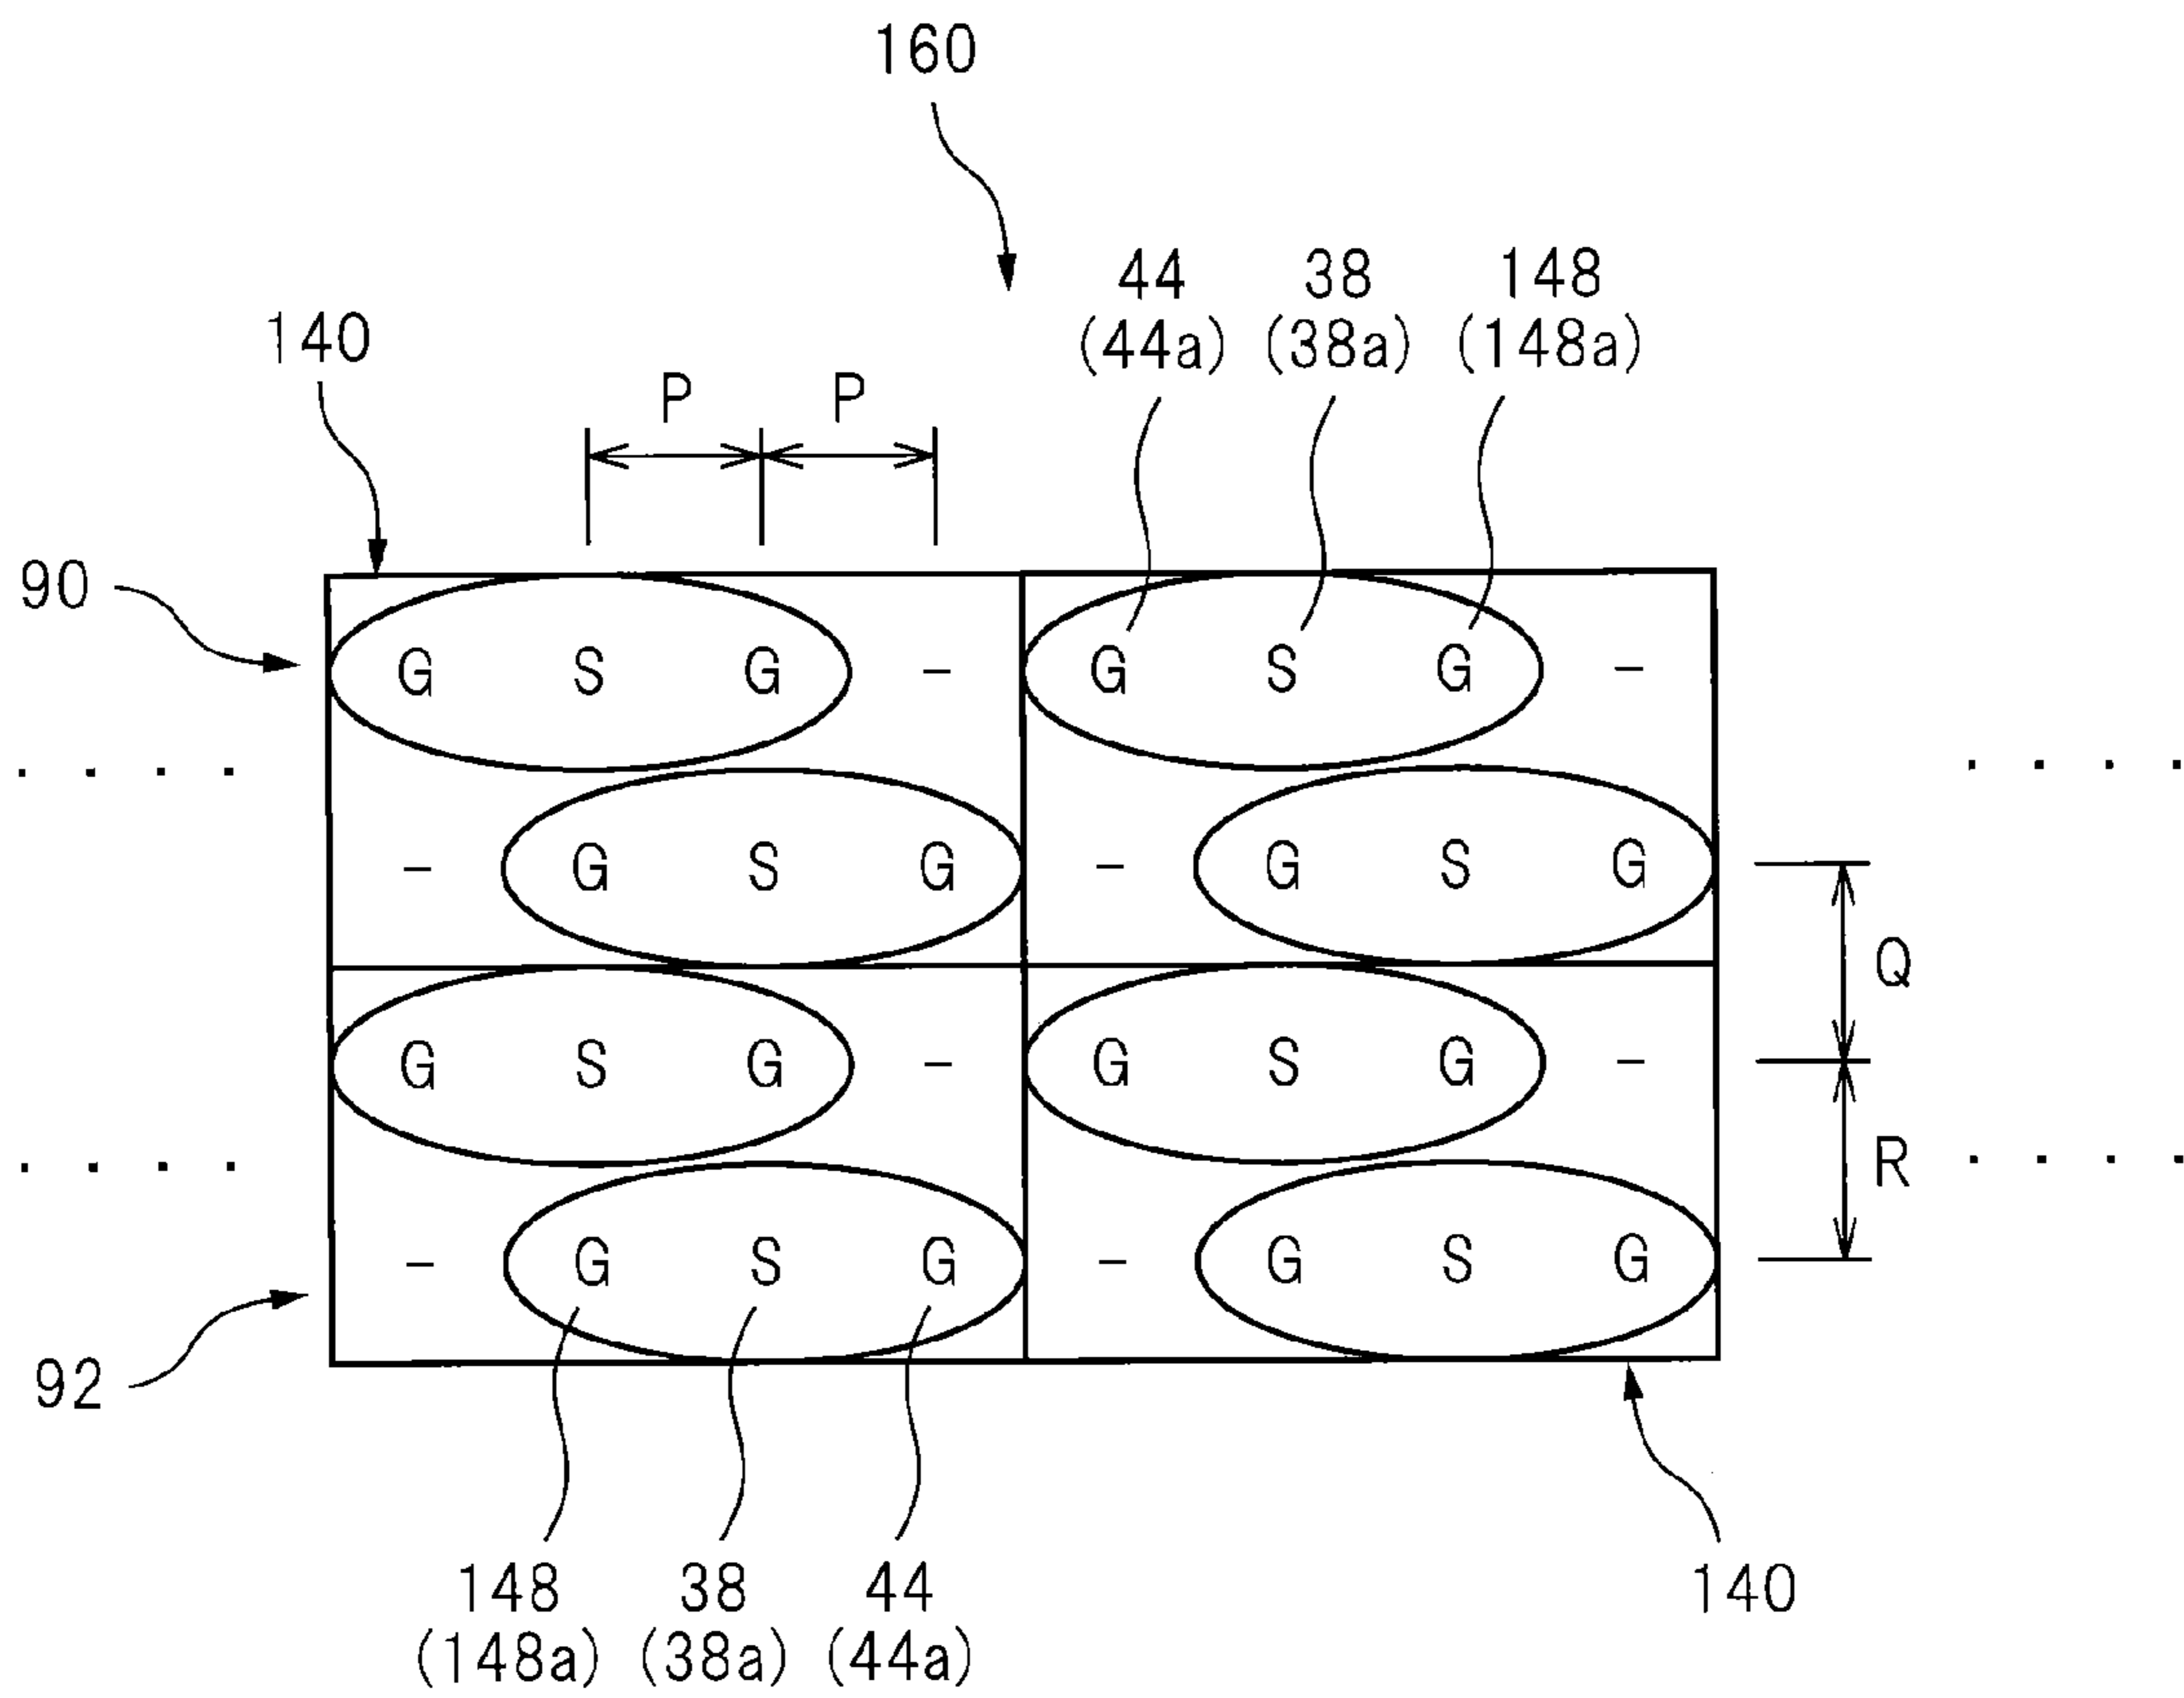 160
44 38 148
(44a) (38a) (148a)
140
P P
90
G S G - G S G -
- G S G - G S G
Q
G S G - G S G -
R
- G S G - G S G
92
148 38 44
(148a) (38a) (44a)
140